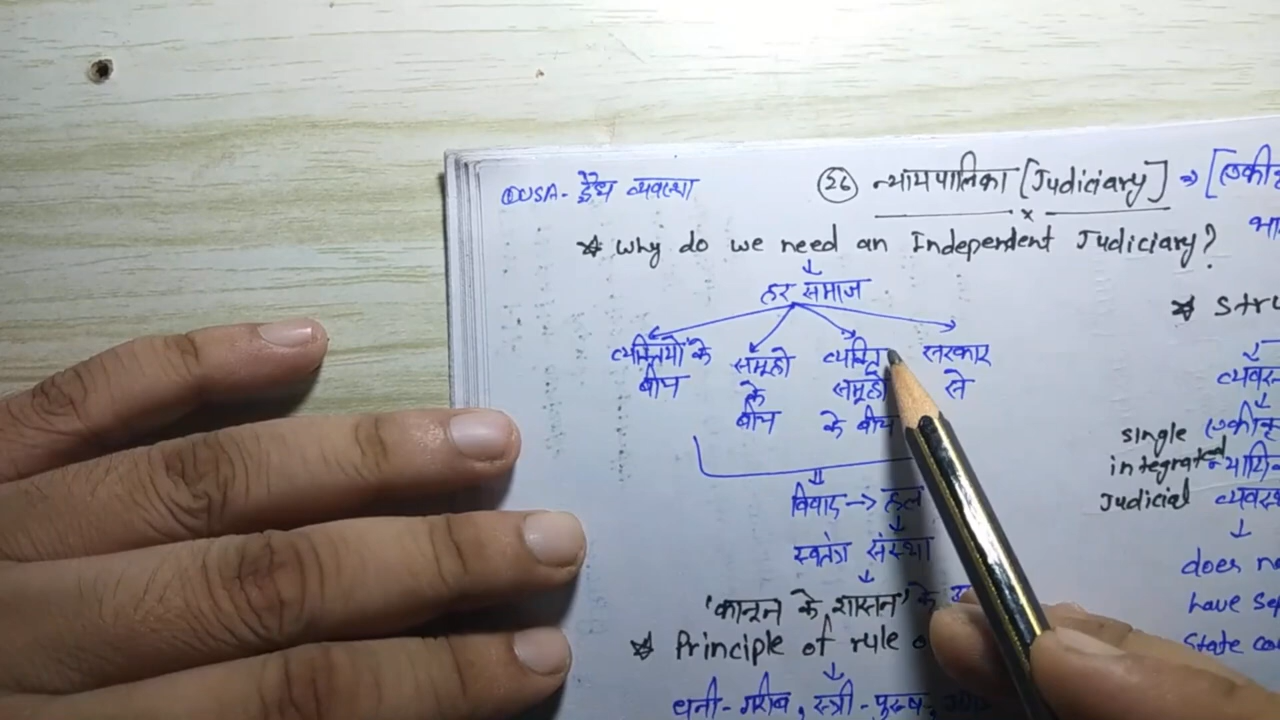 USA - द्वैध व्यवस्था
26 न्यायपालिका [Judiciary] ⇒
* Why do we need an Independent Judiciary?
↓
हर समाज
व्यक्तियों के बीच
समूहों के बीच
व्यक्ति समूहों के बीच
सरकार से
विवाद → हल
↓
स्वतंत्र संस्था
↓
'कानून के शासन' के
* Principle of rule
↓
धनी - गरीब, स्त्री - पुरुष,
single
integrated
Judicial
↓
does
have
State